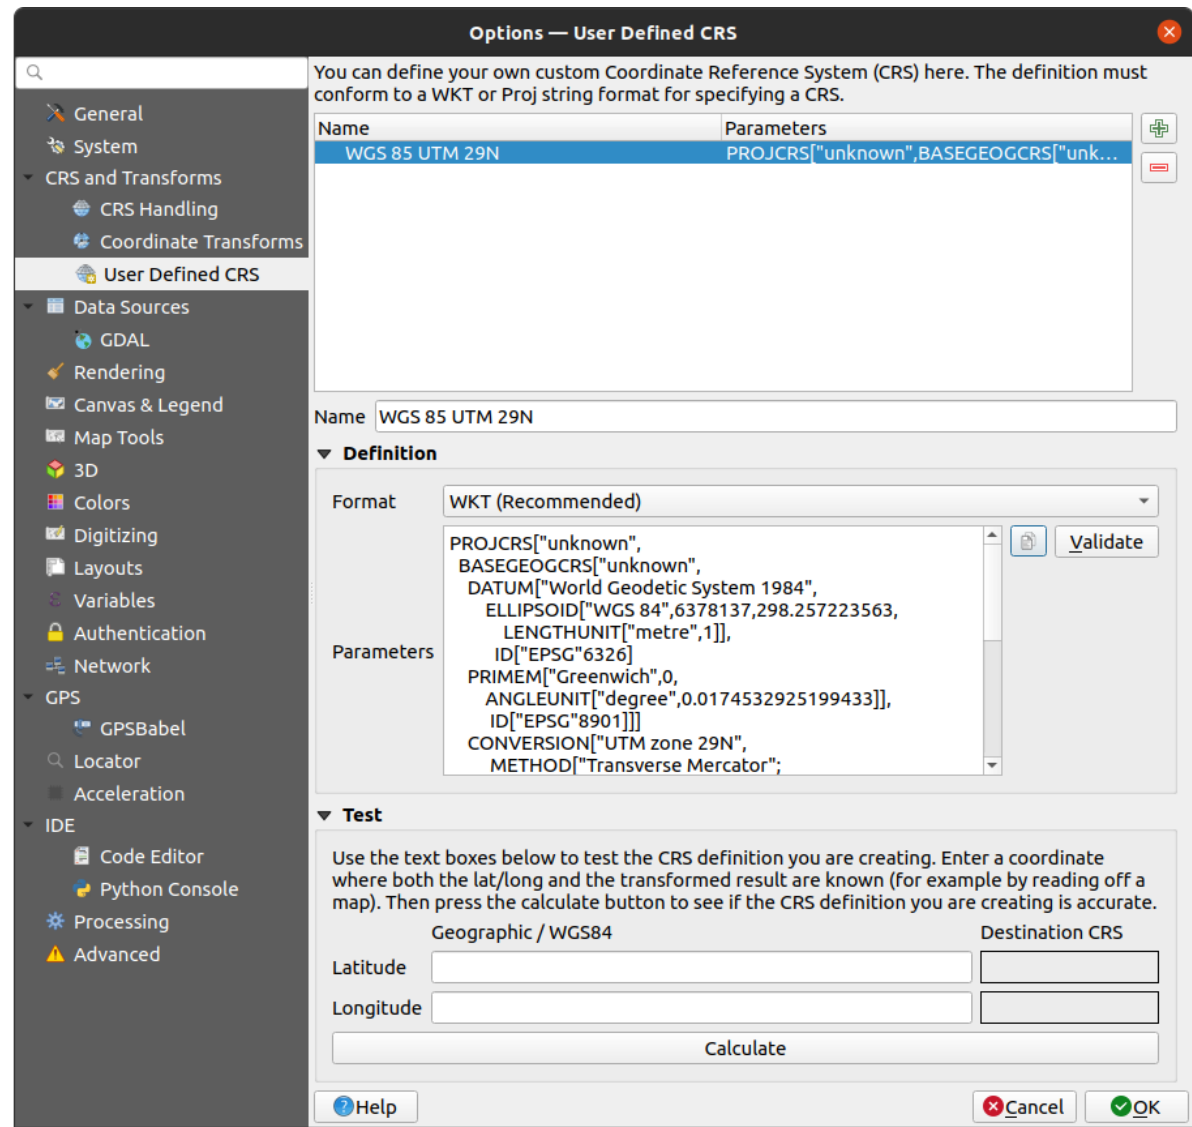 Options — User Defined CRS
General
System
CRS and Transforms
CRS Handling
Coordinate Transforms
User Defined CRS
Data Sources
GDAL
Rendering
Canvas & Legend
Map Tools
3D
Colors
Digitizing
Layouts
Variables
Authentication
Network
GPS
GPSBabel
Locator
Acceleration
IDE
Code Editor
Python Console
Processing
Advanced
You can define your own custom Coordinate Reference System (CRS) here. The definition must
conform to a WKT or Proj string format for specifying a CRS.
Name Parameters
WGS 85 UTM 29N PROJCRS["unknown",BASEGEOGCRS["unk...
Name WGS 85 UTM 29N
Definition
Format WKT (Recommended)
Parameters
PROJCRS["unknown",
BASEGEOGCRS["unknown",
DATUM["World Geodetic System 1984",
ELLIPSOID["WGS 84",6378137,298.257223563,
LENGTHUNIT["metre",1]],
ID["EPSG"6326]
PRIMEM["Greenwich",0,
ANGLEUNIT["degree",0.0174532925199433]],
ID["EPSG"8901]]]
CONVERSION["UTM zone 29N",
METHOD["Transverse Mercator";
Validate
Test
Use the text boxes below to test the CRS definition you are creating. Enter a coordinate
where both the lat/long and the transformed result are known (for example by reading off a
map). Then press the calculate button to see if the CRS definition you are creating is accurate.
Geographic / WGS84 Destination CRS
Latitude
Longitude
Calculate
Help Cancel OK